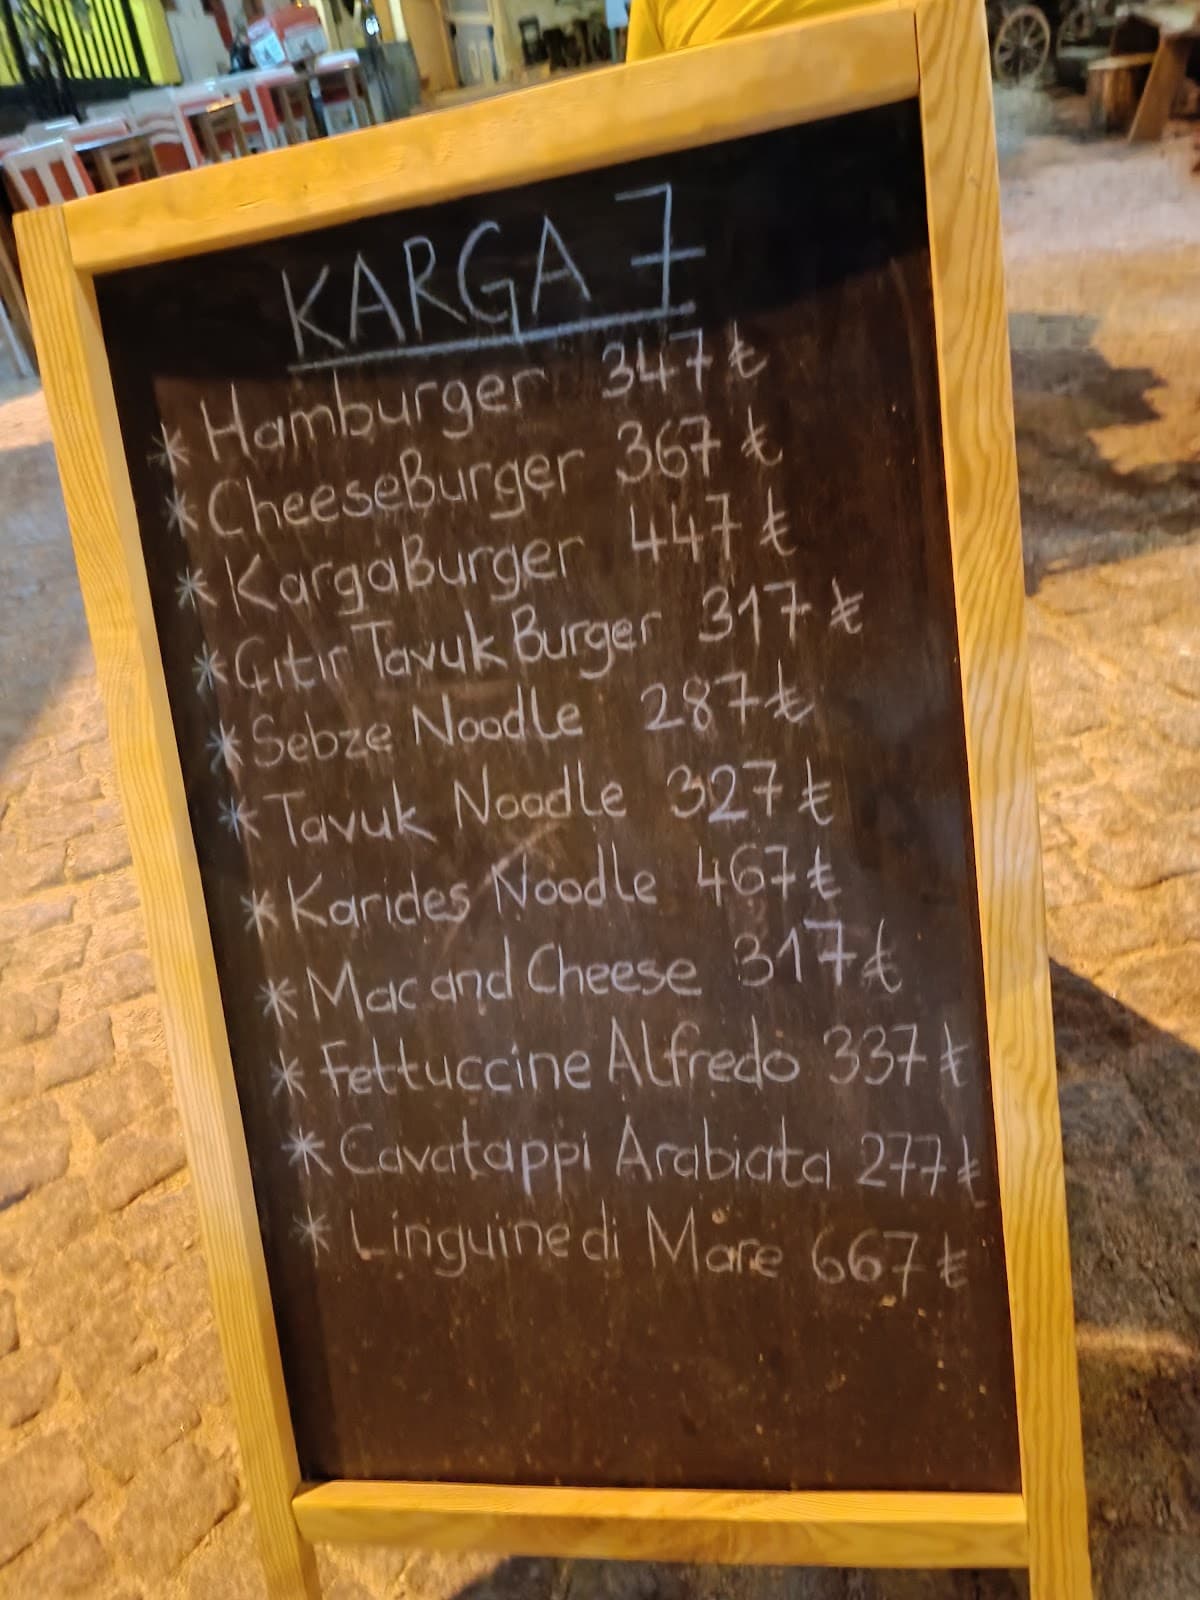 KARGA 7
* Hamburger 347 ₺
* CheeseBurger 367 ₺
* KargaBurger 447 ₺
* Çıtır Tavuk Burger 317 ₺
* Sebze Noodle 287 ₺
* Tavuk Noodle 327 ₺
* Karides Noodle 467 ₺
* Mac and Cheese 317 ₺
* Fettuccine Alfredo 337 ₺
* Cavatappi Arabiata 277 ₺
* Linguine di Mare 667 ₺